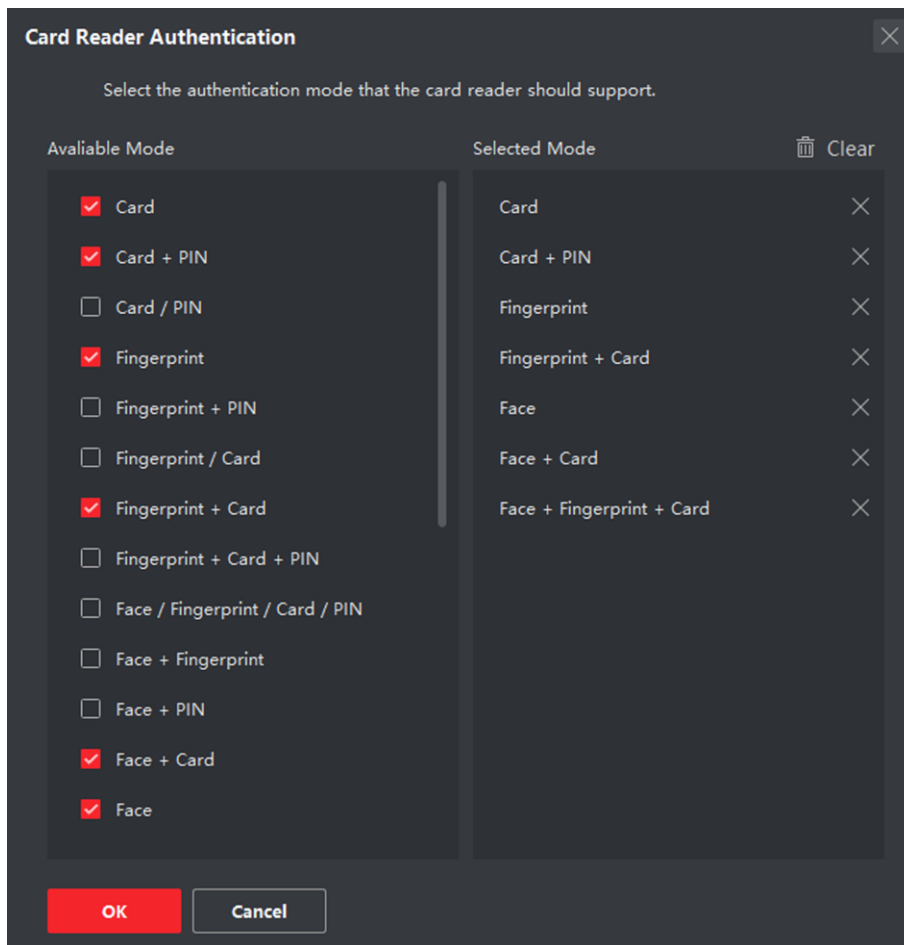 Card Reader Authentication
Select the authentication mode that the card reader should support.
Avaliable Mode
Selected Mode
Clear
Card
Card + PIN
Card / PIN
Fingerprint
Fingerprint + PIN
Fingerprint / Card
Fingerprint + Card
Fingerprint + Card + PIN
Face / Fingerprint / Card / PIN
Face + Fingerprint
Face + PIN
Face + Card
Face
Card
Card + PIN
Fingerprint
Fingerprint + Card
Face
Face + Card
Face + Fingerprint + Card
OK
Cancel